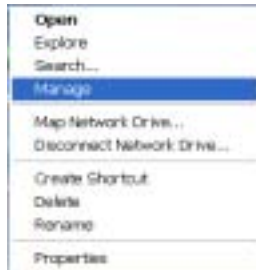 Open
Explore
Search...
Manage
Map Network Drive...
Disconnect Network Drive...
Create Shortcut
Delete
Rename
Properties